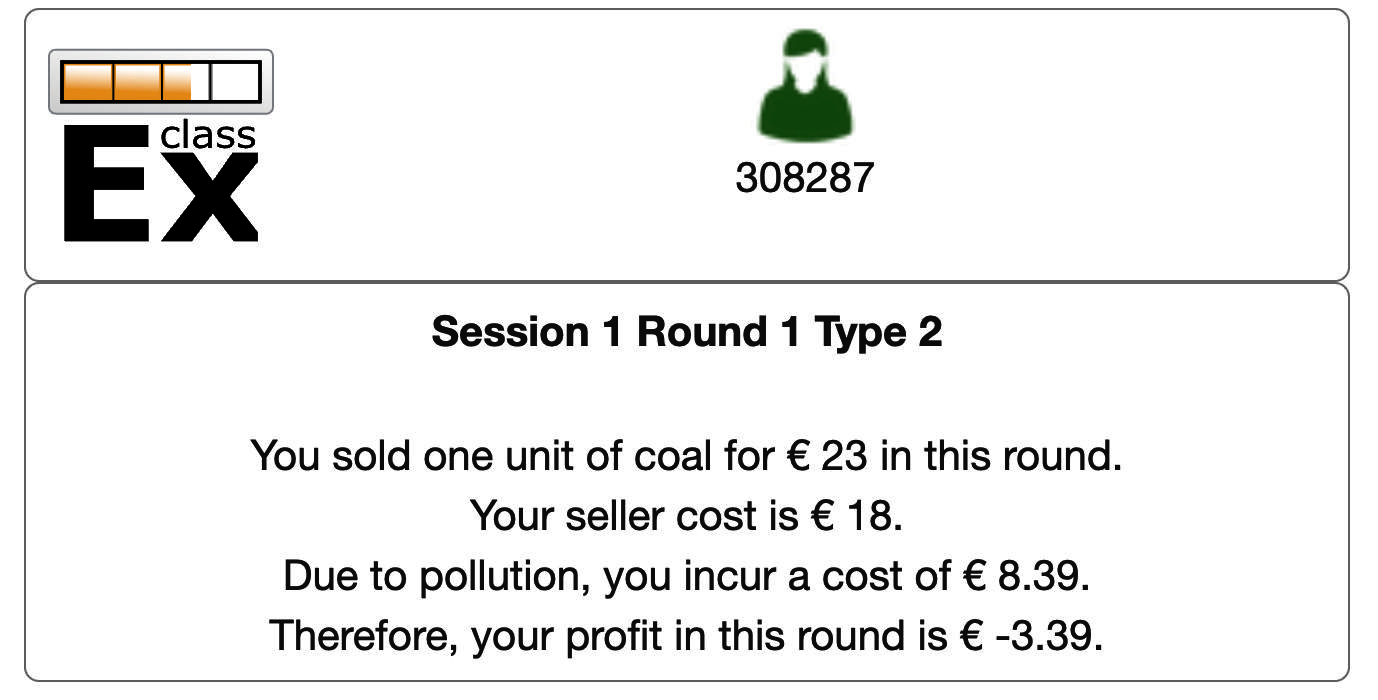 class
Ex
308287
Session 1 Round 1 Type 2
You sold one unit of coal for € 23 in this round.
Your seller cost is € 18.
Due to pollution, you incur a cost of € 8.39.
Therefore, your profit in this round is € -3.39.